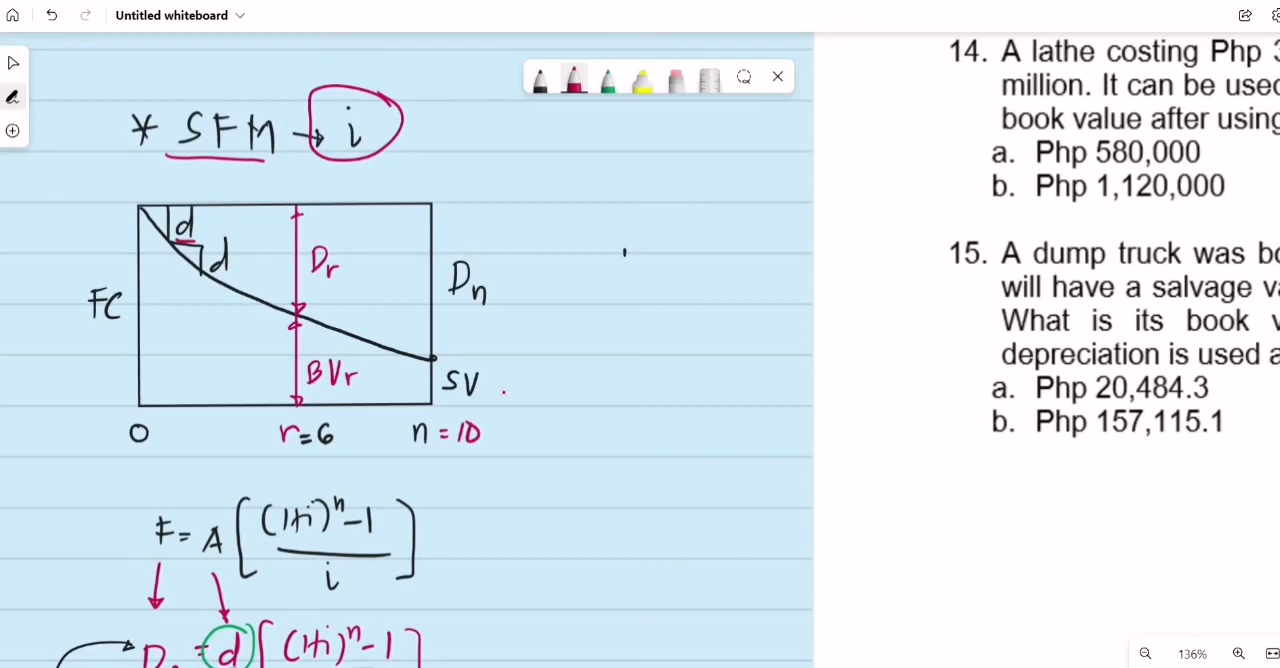 Untitled whiteboard
* SFM → i
d
d
Dr
Dn
FC
BVr
SV
0
r=6
n = 10
F = A [ (1+i)^n - 1 / i ]
= d [ (1+i)^n - 1 ]
14. A lathe costing Php
million. It can be used
book value after using
a. Php 580,000
b. Php 1,120,000
15. A dump truck was bo
will have a salvage va
What is its book v
depreciation is used a
a. Php 20,484.3
b. Php 157,115.1
136%